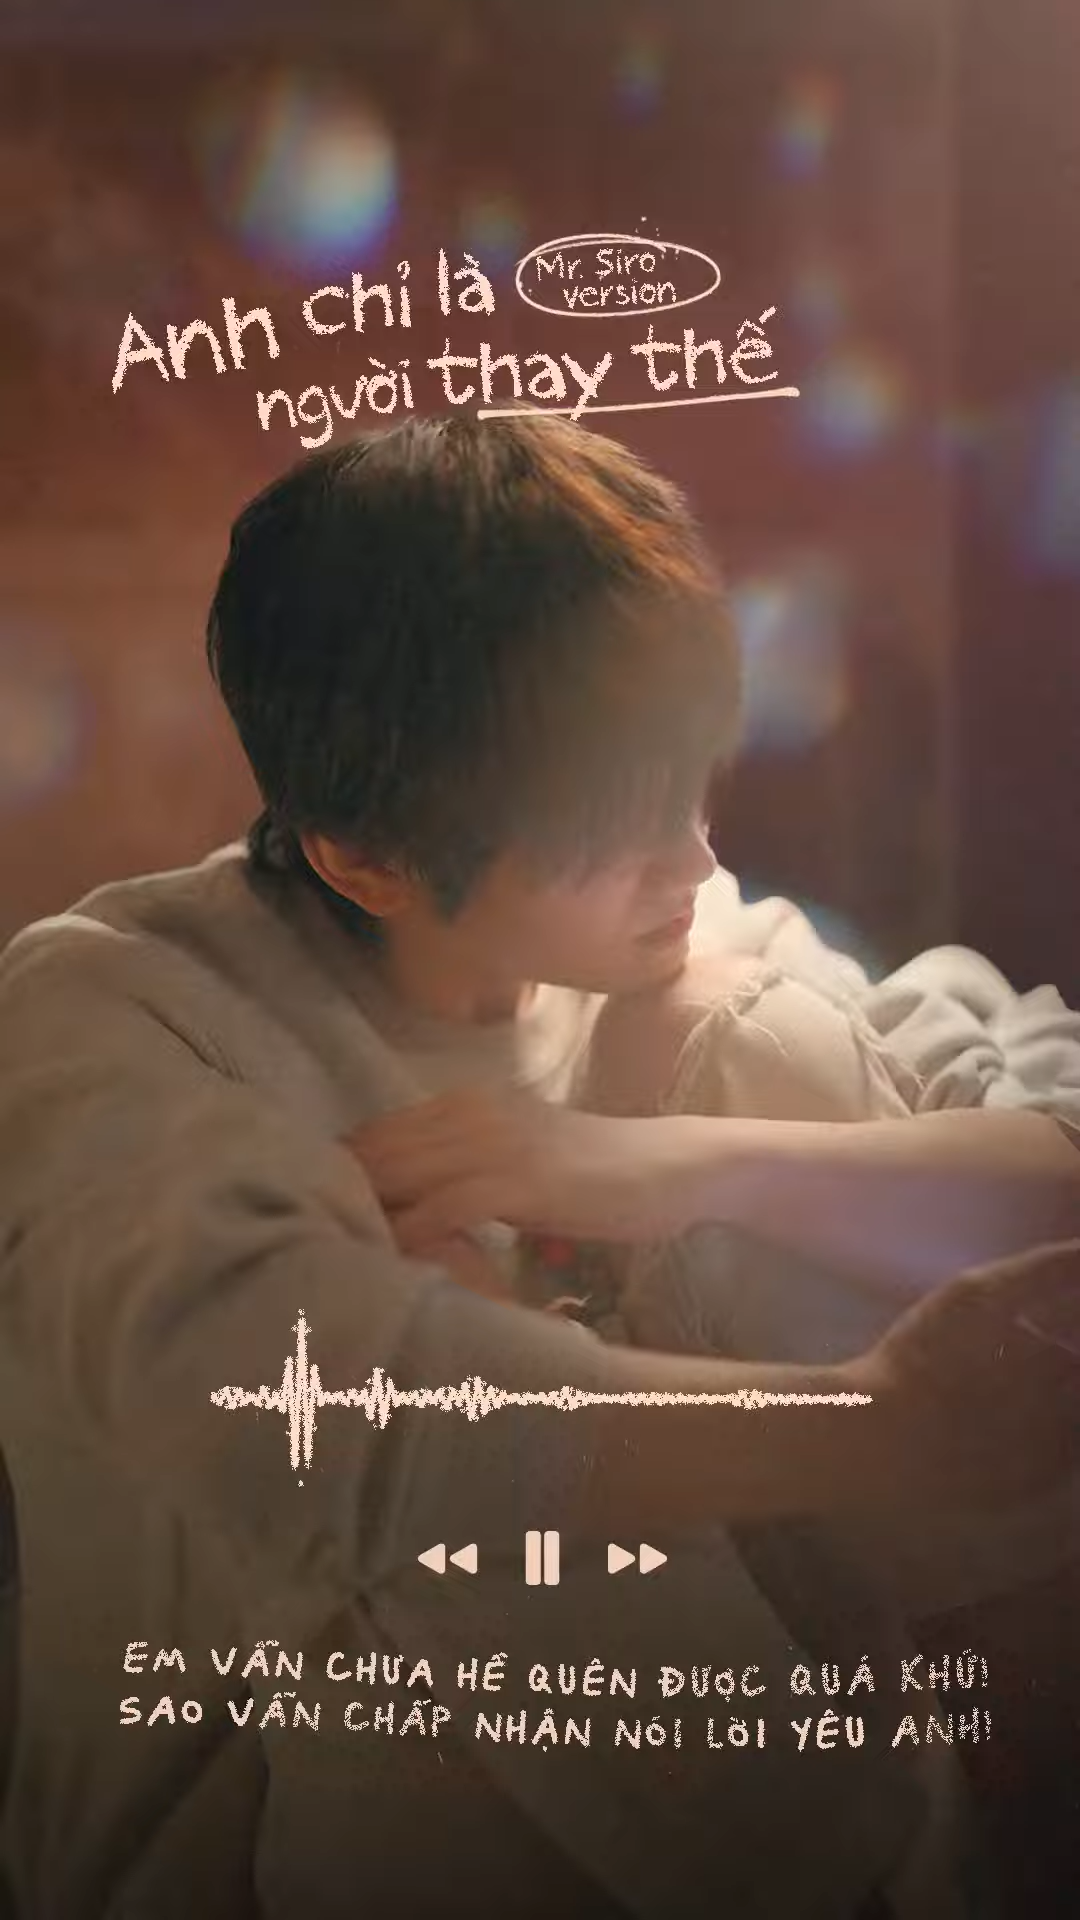 Anh chỉ là
Mr. Siro
version
người thay thế
EM VẪN CHƯA HỀ QUÊN ĐƯỢC QUÁ KHỨ!
SAO VẪN CHẤP NHẬN NÓI LỜI YÊU ANH!